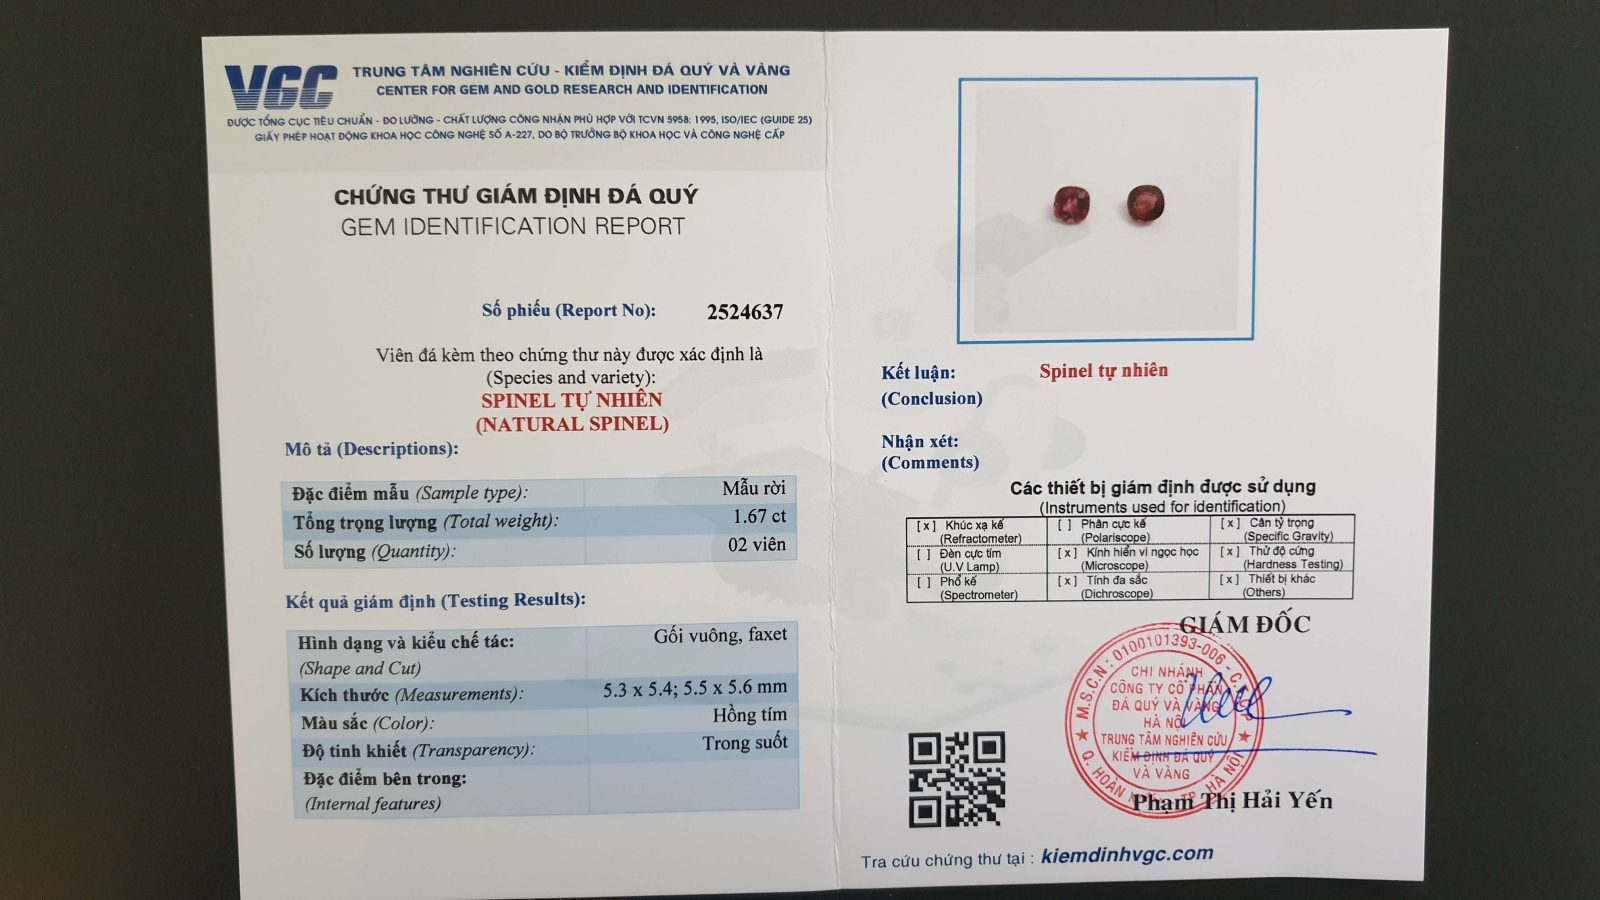 VGC
TRUNG TÂM NGHIÊN CỨU - KIỂM ĐỊNH ĐÁ QUÝ VÀ VÀNG
CENTER FOR GEM AND GOLD RESEARCH AND IDENTIFICATION
ĐƯỢC TỔNG CỤC TIÊU CHUẨN - ĐO LƯỜNG - CHẤT LƯỢNG CÔNG NHẬN PHÙ HỢP VỚI TCVN 5958: 1995, ISO/IEC (GUIDE 25)
GIẤY PHÉP HOẠT ĐỘNG KHOA HỌC CÔNG NGHỆ SỐ A-227, DO BỘ TRƯỞNG BỘ KHOA HỌC VÀ CÔNG NGHỆ CẤP
CHỨNG THƯ GIÁM ĐỊNH ĐÁ QUÝ
GEM IDENTIFICATION REPORT
Số phiếu (Report No): 2524637
Viên đá kèm theo chứng thư này được xác định là
(Species and variety):
SPINEL TỰ NHIÊN
(NATURAL SPINEL)
Mô tả (Descriptions):
Đặc điểm mẫu (Sample type): Mẫu rời
Tổng trọng lượng (Total weight): 1.67 ct
Số lượng (Quantity): 02 viên
Kết quả giám định (Testing Results):
Hình dạng và kiểu chế tác: Gối vuông, faxet
(Shape and Cut)
Kích thước (Measurements): 5.3 x 5.4; 5.5 x 5.6 mm
Màu sắc (Color): Hồng tím
Độ tinh khiết (Transparency): Trong suốt
Đặc điểm bên trong:
(Internal features)
Kết luận: Spinel tự nhiên
(Conclusion)
Nhận xét:
(Comments)
Các thiết bị giám định được sử dụng
(Instruments used for identification)
[x] Khúc xạ kế [ ] Phân cực kế [x] Cân tỷ trọng
(Refractometer) (Polariscope) (Specific Gravity)
[ ] Đèn cực tím [x] Kính hiển vi ngọc học [x] Thử độ cứng
(U.V Lamp) (Microscope) (Hardness Testing)
[ ] Phổ kế [x] Tính đa sắc [x] Thiết bị khác
(Spectrometer) (Dichroscope) (Others)
GIÁM ĐỐC
M.S.C.N: 0100101393-006
CHI NHÁNH
CÔNG TY CỔ PHẦN
ĐÁ QUÝ VÀ VÀNG
HÀ NỘI
TRUNG TÂM NGHIÊN CỨU
KIỂM ĐỊNH ĐÁ QUÝ
VÀ VÀNG
Q. HOÀN TP. HÀ NỘI
Phạm Thị Hải Yến
Tra cứu chứng thư tại : kiemdinhvgc.com